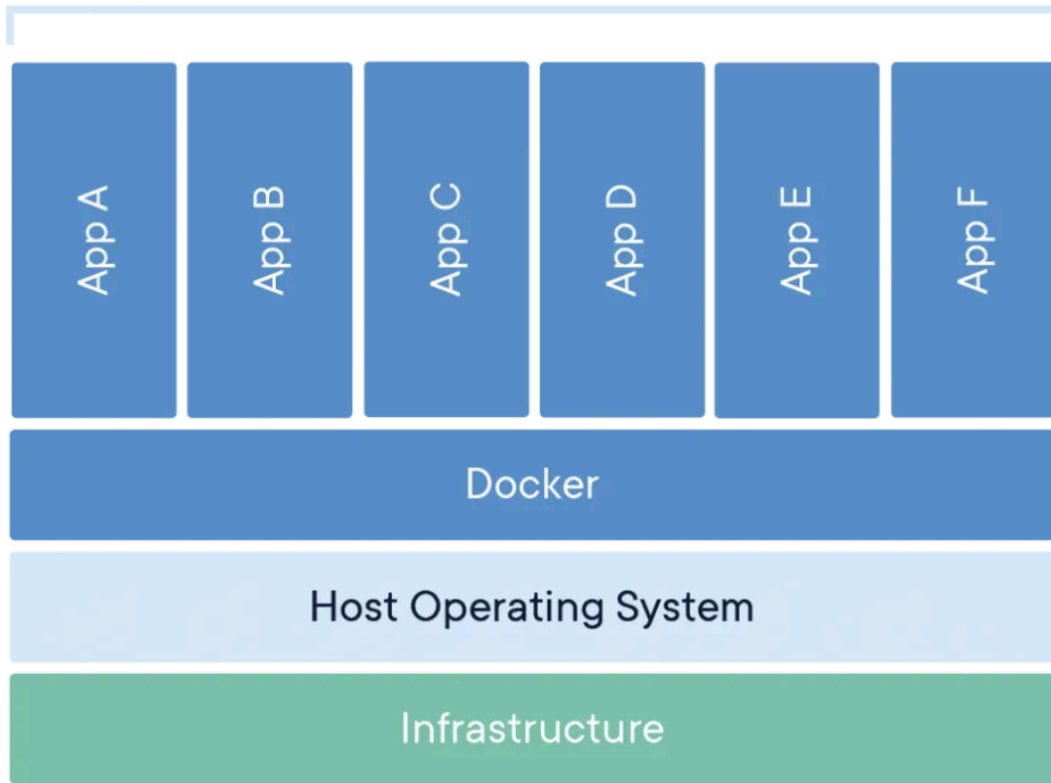 App A
App B
App C
App D
App E
App F
Docker
Host Operating System
Infrastructure